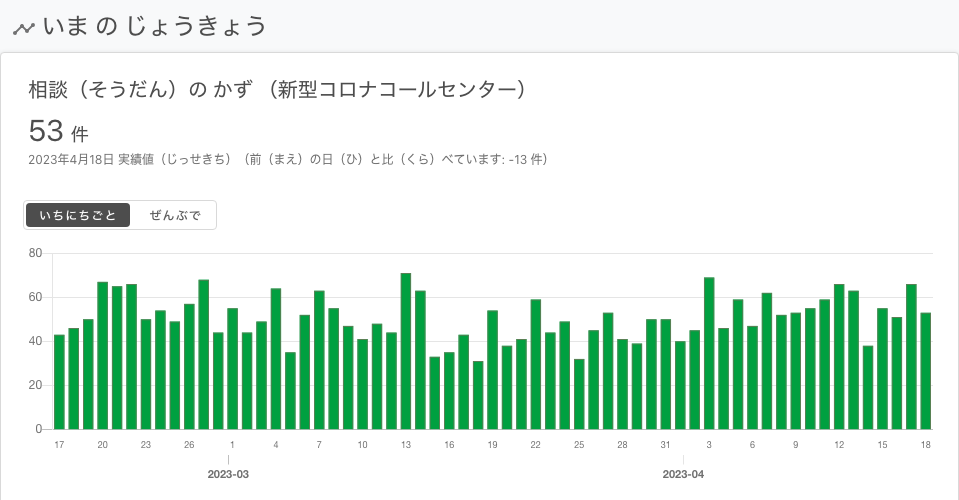 いま の じょうきょう
相談（そうだん）の かず （新型コロナコールセンター）
53 件
2023年4月18日 実績値（じっせきち）（前（まえ）の日（ひ）と比（くら）べています: -13 件）
いちにちごと ぜんぶで
80
60
40
20
0
17 20 23 26 1 4 7 10 13 16 19 22 25 28 31 3 6 9 12 15 18
2023-03 2023-04